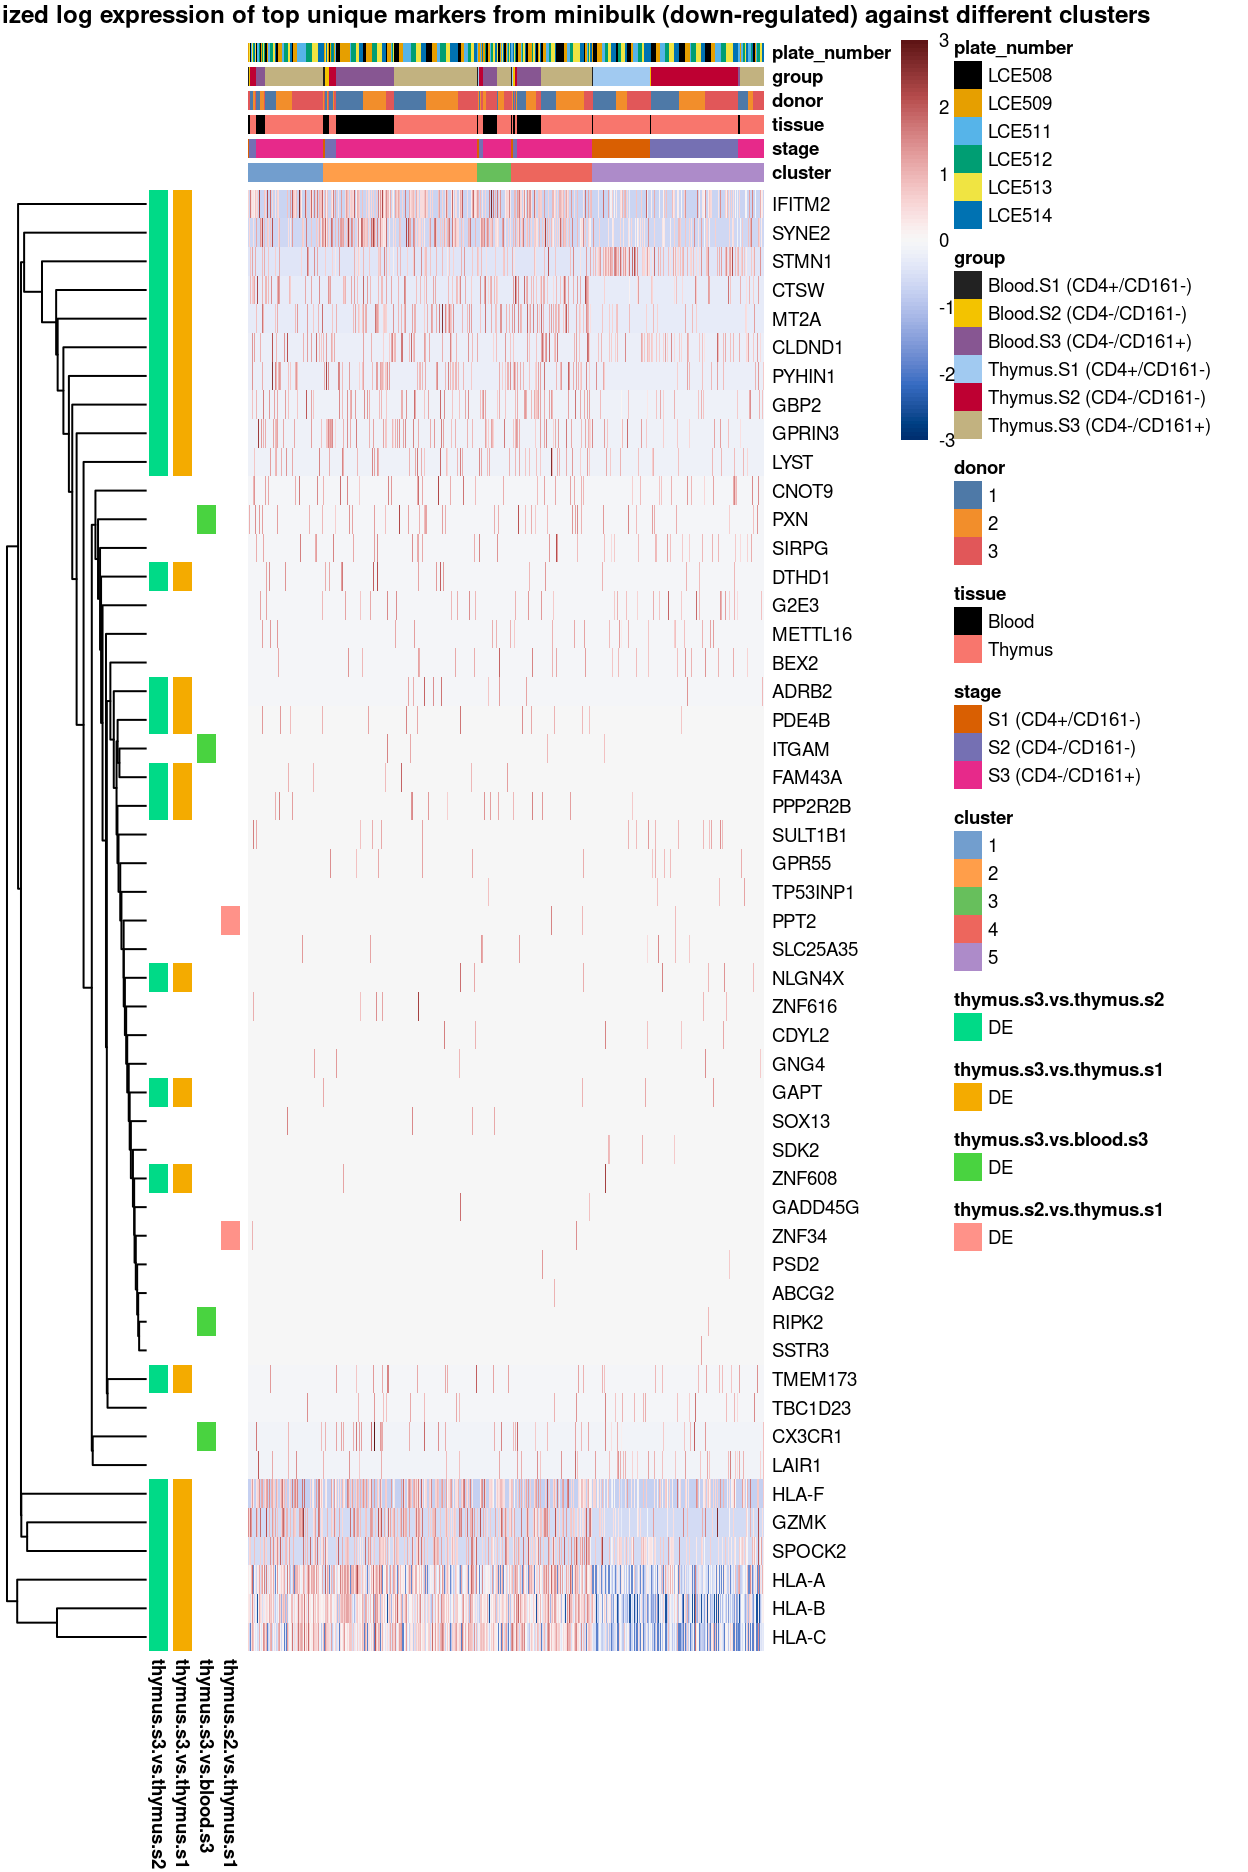 ized log expression of top unique markers from minibulk (down-regulated) against different clusters
plate_number
group
donor
tissue
stage
cluster
IFITM2
SYNE2
STMN1
CTSW
MT2A
CLDND1
PYHIN1
GBP2
GPRIN3
LYST
CNOT9
PXN
SIRPG
DTHD1
G2E3
METTL16
BEX2
ADRB2
PDE4B
ITGAM
FAM43A
PPP2R2B
SULT1B1
GPR55
TP53INP1
PPT2
SLC25A35
NLGN4X
ZNF616
CDYL2
GNG4
GAPT
SOX13
SDK2
ZNF608
GADD45G
ZNF34
PSD2
ABCG2
RIPK2
SSTR3
TMEM173
TBC1D23
CX3CR1
LAIR1
HLA-F
GZMK
SPOCK2
HLA-A
HLA-B
HLA-C
thymus.s3.vs.thymus.s2
thymus.s3.vs.thymus.s1
thymus.s3.vs.blood.s3
thymus.s2.vs.thymus.s1
3
2
1
0
-1
-2
-3
plate_number
LCE508
LCE509
LCE511
LCE512
LCE513
LCE514
group
Blood.S1 (CD4+/CD161-)
Blood.S2 (CD4-/CD161-)
Blood.S3 (CD4-/CD161+)
Thymus.S1 (CD4+/CD161-)
Thymus.S2 (CD4-/CD161-)
Thymus.S3 (CD4-/CD161+)
donor
1
2
3
tissue
Blood
Thymus
stage
S1 (CD4+/CD161-)
S2 (CD4-/CD161-)
S3 (CD4-/CD161+)
cluster
1
2
3
4
5
thymus.s3.vs.thymus.s2
DE
thymus.s3.vs.thymus.s1
DE
thymus.s3.vs.blood.s3
DE
thymus.s2.vs.thymus.s1
DE